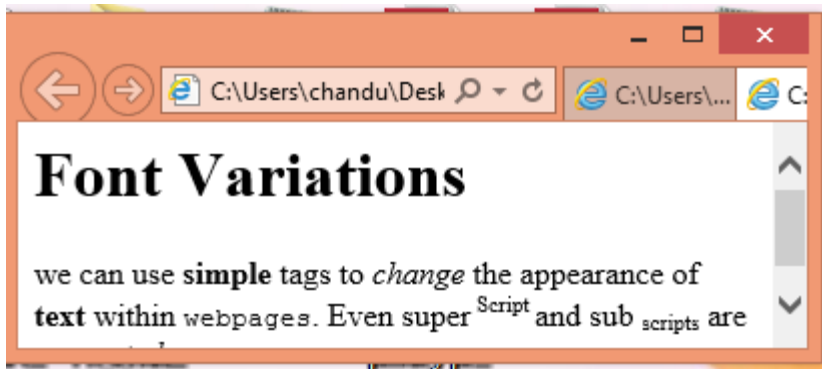 C:\Users\chandu\Desk
C:\Users\...
C:
Font Variations
we can use simple tags to change the appearance of
text within webpages. Even super Script and sub scripts are